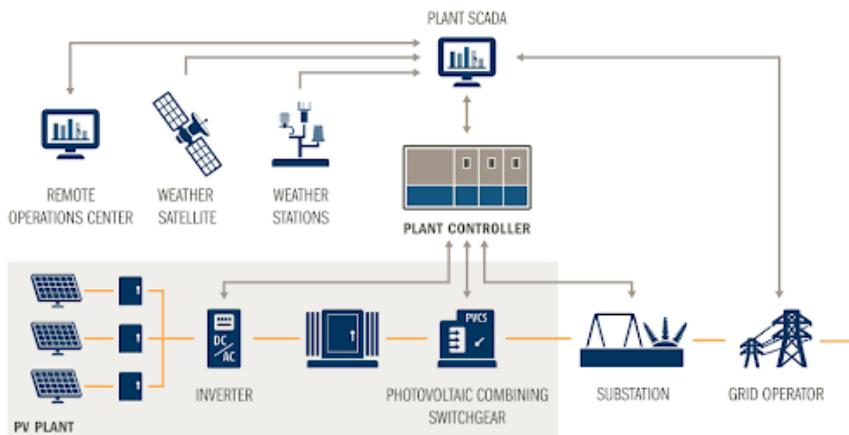 PLANT SCADA
REMOTE
OPERATIONS CENTER
WEATHER
SATELLITE
WEATHER
STATIONS
PLANT CONTROLLER
DC
AC
PVCS
INVERTER
PHOTOVOLTAIC COMBINING
SWITCHGEAR
SUBSTATION
GRID OPERATOR
PV PLANT